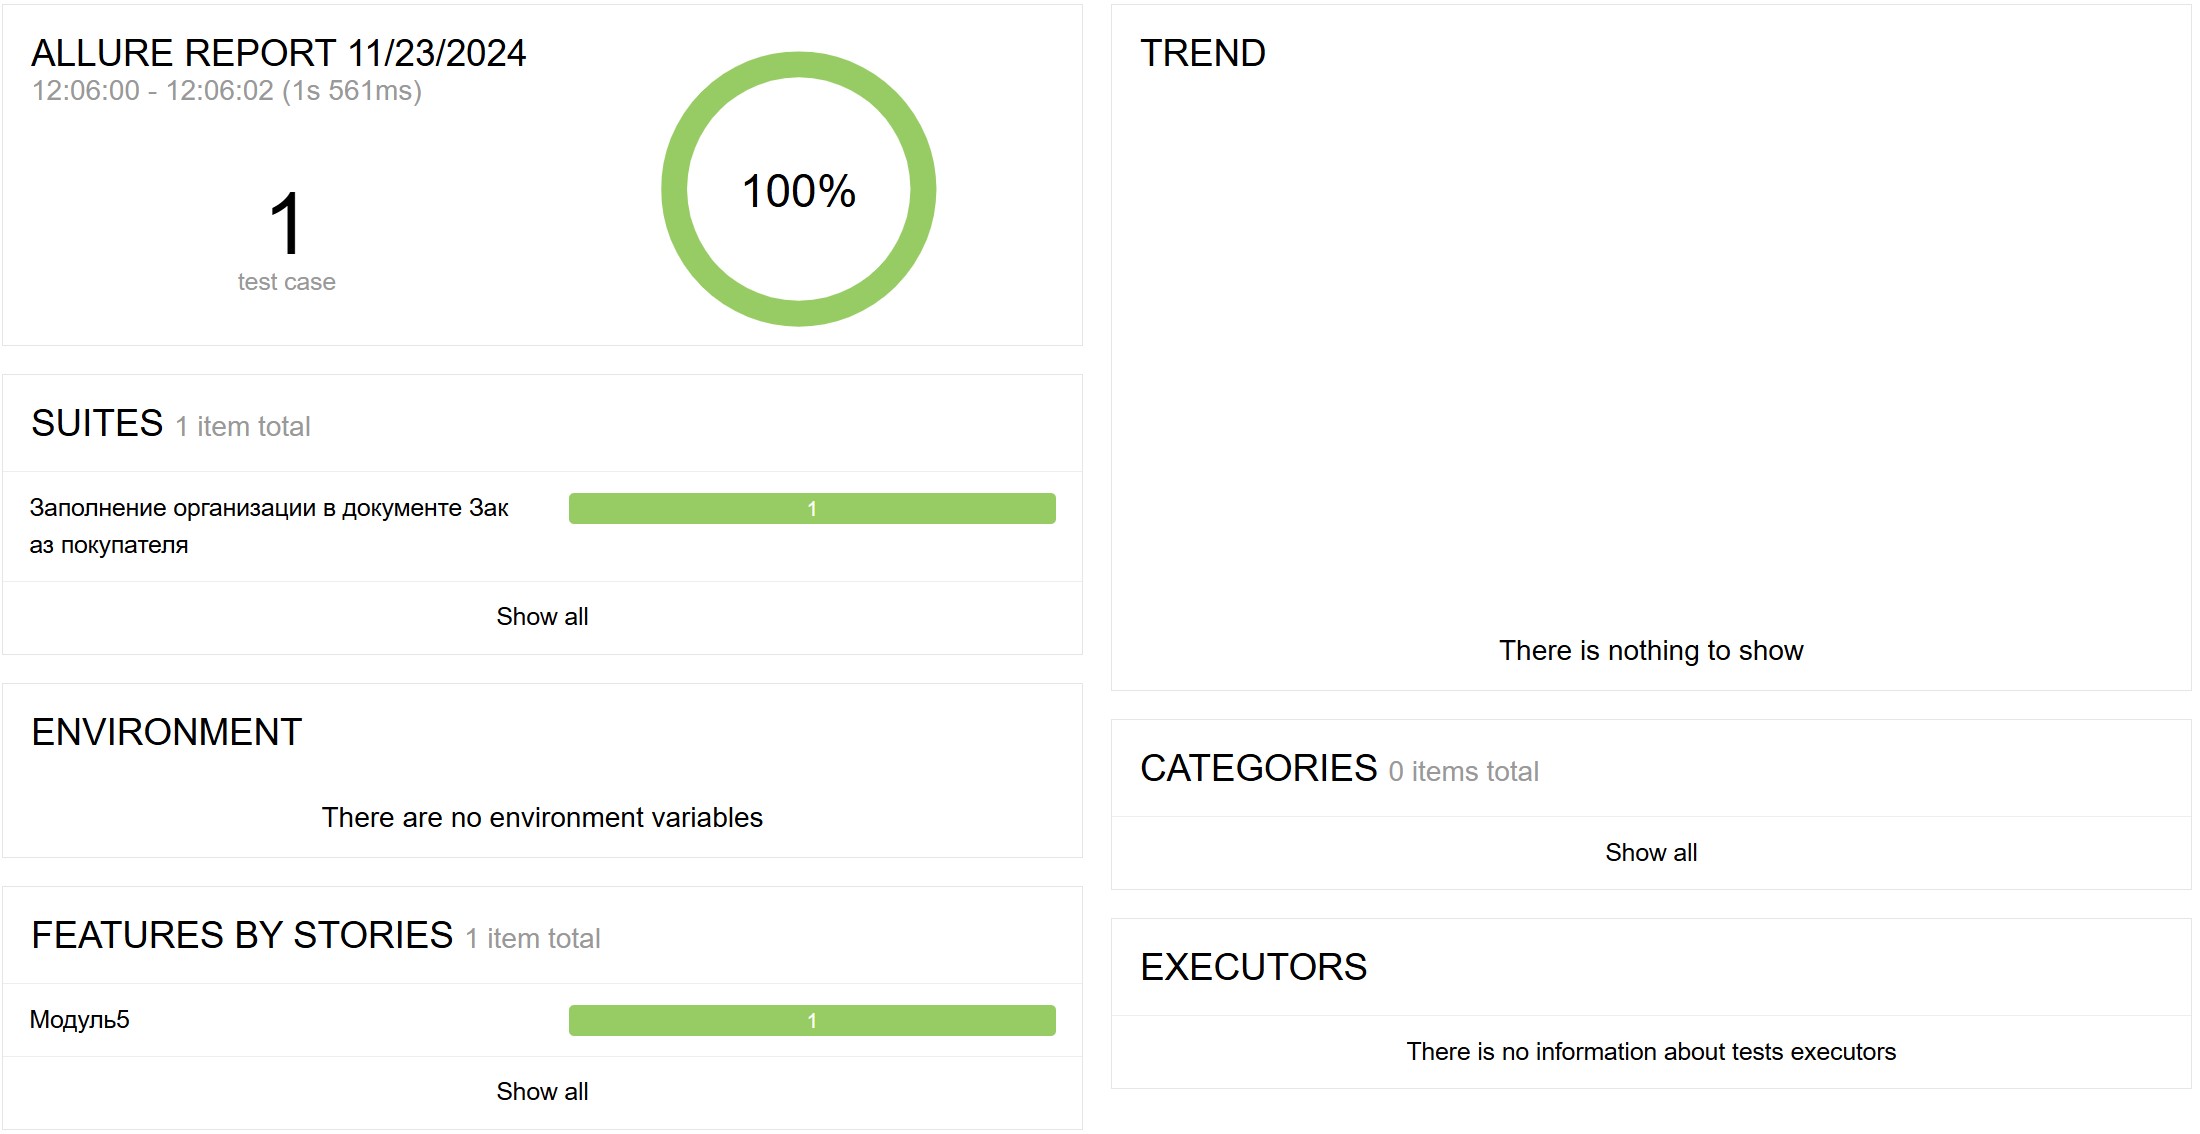 ALLURE REPORT 11/23/2024
12:06:00 - 12:06:02 (1s 561ms)
1
test case
100%
SUITES 1 item total
Заполнение организации в документе Зак
аз покупателя
1
Show all
ENVIRONMENT
There are no environment variables
FEATURES BY STORIES 1 item total
Модуль5
1
Show all
TREND
There is nothing to show
CATEGORIES 0 items total
Show all
EXECUTORS
There is no information about tests executors